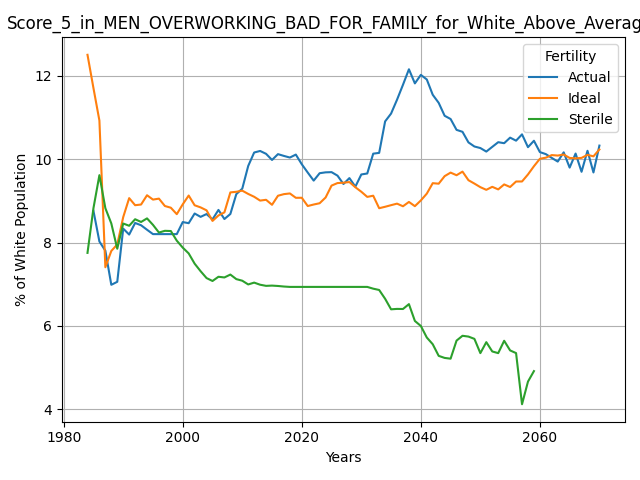 Score_5_in_MEN_OVERWORKING_BAD_FOR_FAMILY_for_White_Above_Averag
Fertility
Actual
Ideal
Sterile
% of White Population
12
10
8
6
4
1980 2000 2020 2040 2060
Years